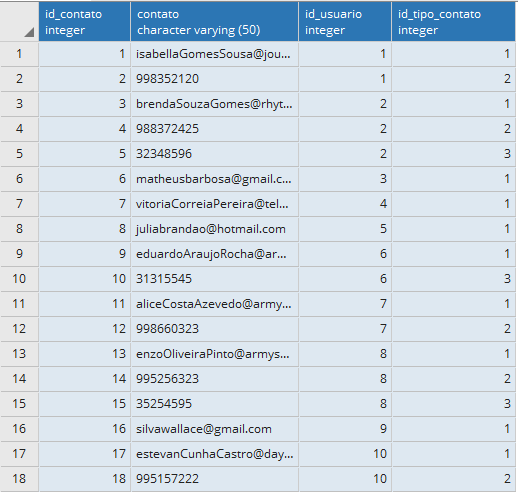 id_contato contato id_usuario id_tipo_contato
integer character varying (50) integer integer
1 1 isabellaGomesSousa@jou... 1 1
2 2 998352120 1 2
3 3 brendaSouzaGomes@rhyt... 2 1
4 4 988372425 2 2
5 5 32348596 2 3
6 6 matheusbarbosa@gmail.c... 3 1
7 7 vitoriaCorreiaPereira@tel... 4 1
8 8 juliabrandao@hotmail.com 5 1
9 9 eduardoAraujoRocha@ar... 6 1
10 10 31315545 6 3
11 11 aliceCostaAzevedo@army... 7 1
12 12 998660323 7 2
13 13 enzoOliveiraPinto@armys... 8 1
14 14 995256323 8 2
15 15 35254595 8 3
16 16 silvawallace@gmail.com 9 1
17 17 estevanCunhaCastro@day... 10 1
18 18 995157222 10 2